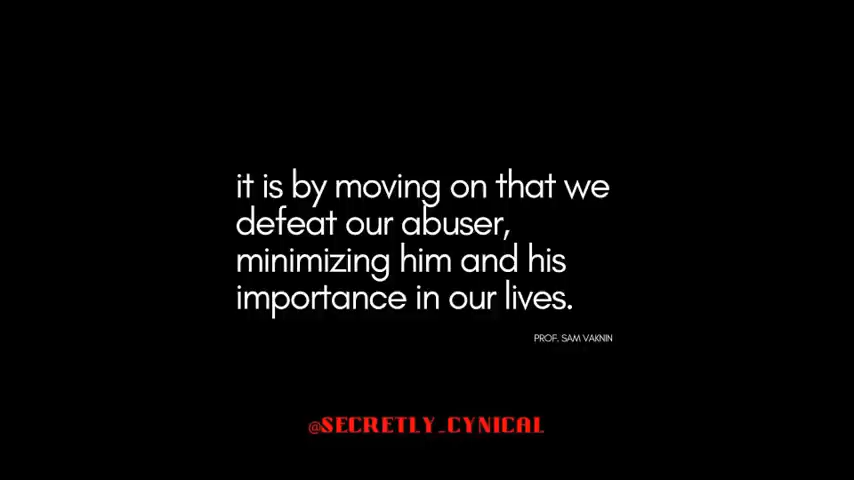 it is by moving on that we
defeat our abuser,
minimizing him and his
importance in our lives.
PROF. SAM VAKNIN
@SECRETLY_CYNICAL